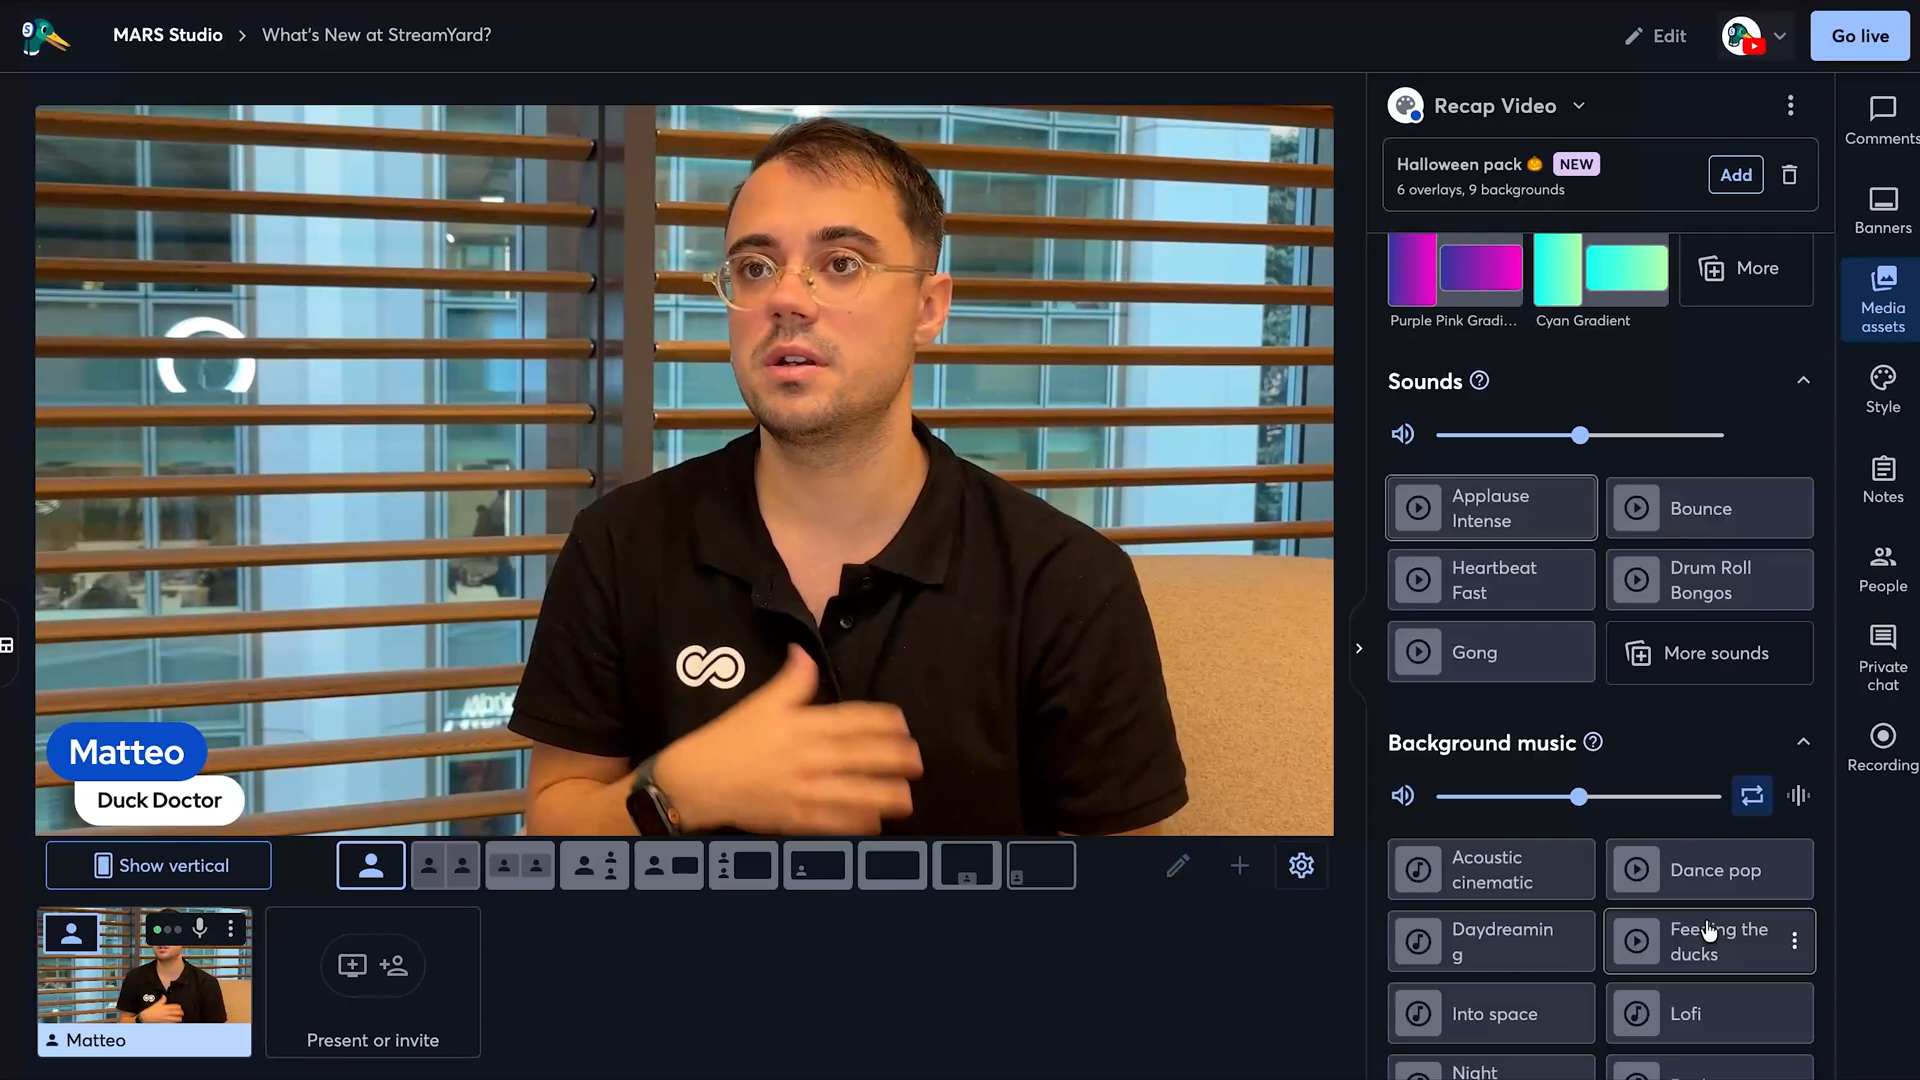 MARS Studio > What's New at StreamYard?
Edit
Go live
Recap Video
Halloween pack 🎃 NEW
6 overlays, 9 backgrounds
Add
More
Purple Pink Gradi...
Cyan Gradient
Sounds
Applause
Intense
Bounce
Heartbeat
Fast
Drum Roll
Bongos
Gong
More sounds
Background music
Acoustic
cinematic
Dance pop
Daydreamin
g
Feeding the
ducks
Into space
Lofi
Night
Comments
Banners
Media
assets
Style
Notes
People
Private
chat
Recording
Matteo
Duck Doctor
Show vertical
Matteo
Present or invite